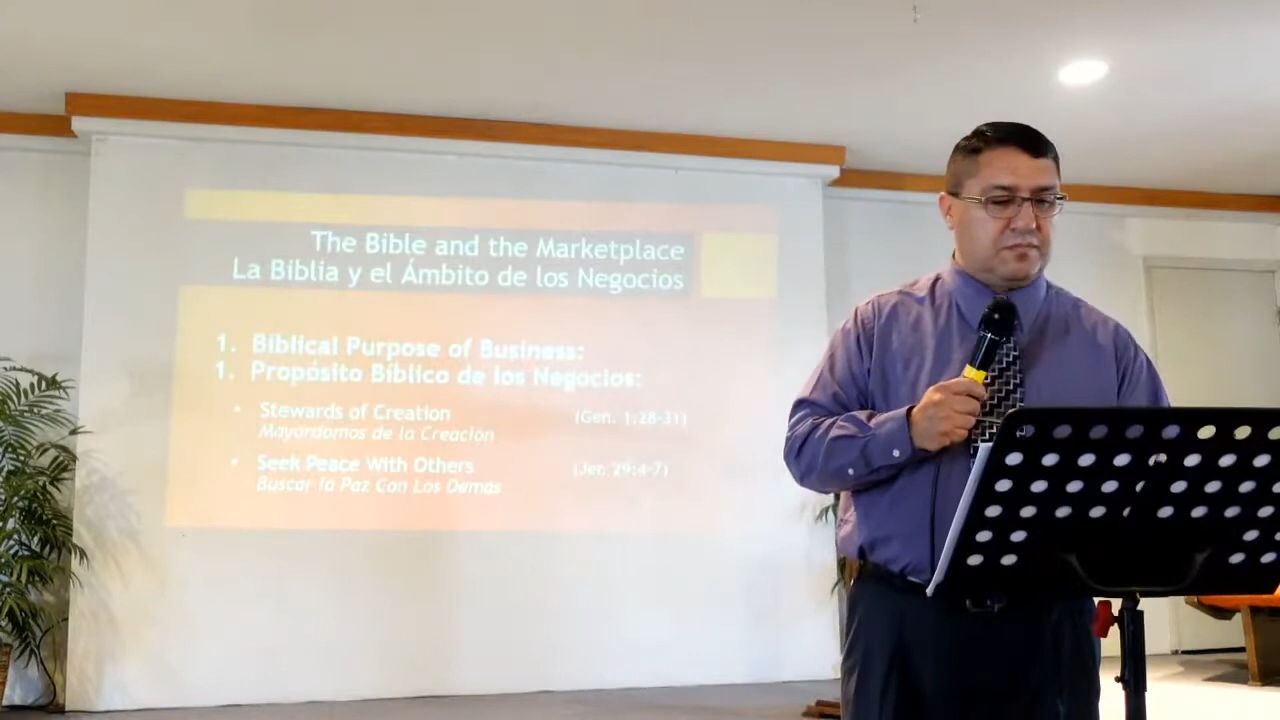 The Bible and the Marketplace
La Biblia y el Ámbito de los Negocios
1. Biblical Purpose of Business:
1. Propósito Bíblico de los Negocios:
• Stewards of Creation (Gen. 1:28-31)
Mayordomos de la Creación
• Seek Peace With Others (Jer. 29:4-7)
Buscar la Paz Con Los Demas